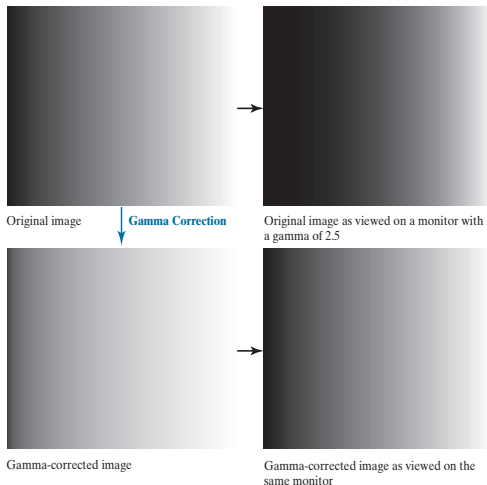 Original image
Gamma Correction
Original image as viewed on a monitor with
a gamma of 2.5
Gamma-corrected image
Gamma-corrected image as viewed on the
same monitor